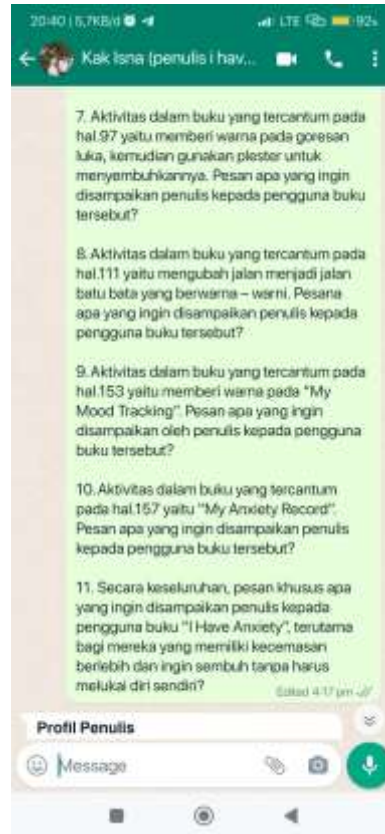 20:40 | 5,7KB/d
LTE 92%
Kak Isna (penulis i hav...
7. Aktivitas dalam buku yang tercantum pada
hal.97 yaitu memberi warna pada goresan
luka, kemudian gunakan plester untuk
menyembuhkannya. Pesan apa yang ingin
disampaikan penulis kepada pengguna buku
tersebut?
8. Aktivitas dalam buku yang tercantum pada
hal.111 yaitu mengubah jalan menjadi jalan
batu bata yang berwarna – warni. Pesana
apa yang ingin disampaikan penulis kepada
pengguna buku tersebut?
9. Aktivitas dalam buku yang tercantum pada
hal.153 yaitu memberi warna pada "My
Mood Tracking". Pesan apa yang ingin
disampaikan oleh penulis kepada pengguna
buku tersebut?
10. Aktivitas dalam buku yang tercantum
pada hal.157 yaitu "My Anxiety Record".
Pesan apa yang ingin disampaikan penulis
kepada pengguna buku tersebut?
11. Secara keseluruhan, pesan khusus apa
yang ingin disampaikan penulis kepada
pengguna buku "I Have Anxiety", terutama
bagi mereka yang memiliki kecemasan
berlebih dan ingin sembuh tanpa harus
melukai diri sendiri?
Edited 4:17 pm
Profil Penulis
Message